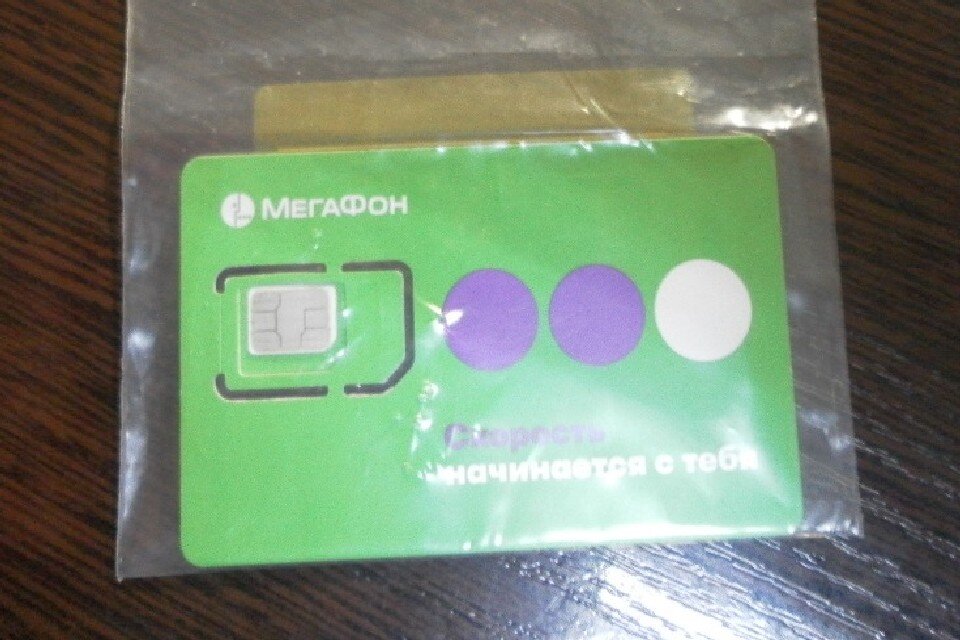 МегаФон
Скорость
начинается с тебя